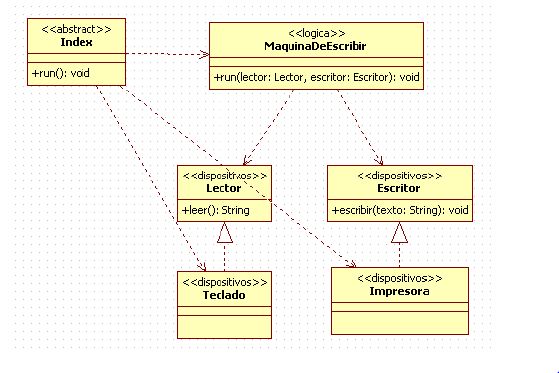 <<abstract>>
Index
+run(): void
<<logica>>
MaquinaDeEscribir
+run(lector: Lector, escritor: Escritor): void
<<dispositivos>>
Lector
+leer(): String
<<dispositivos>>
Escritor
+escribir(texto: String): void
<<dispositivos>>
Teclado
<<dispositivos>>
Impresora